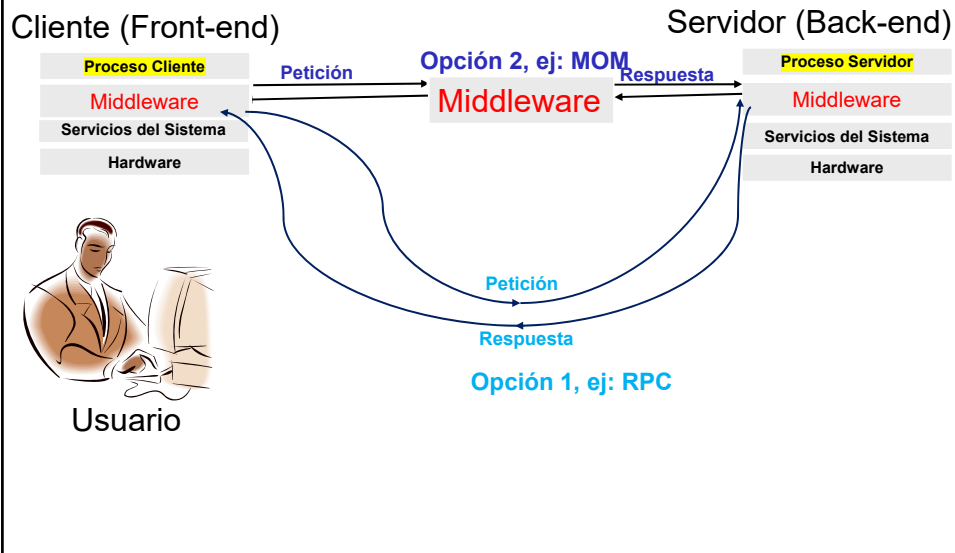 Cliente (Front-end)
Servidor (Back-end)
Proceso Cliente
Middleware
Servicios del Sistema
Hardware
Petición
Opción 2, ej: MOM
Middleware
Respuesta
Proceso Servidor
Middleware
Servicios del Sistema
Hardware
Petición
Respuesta
Opción 1, ej: RPC
Usuario